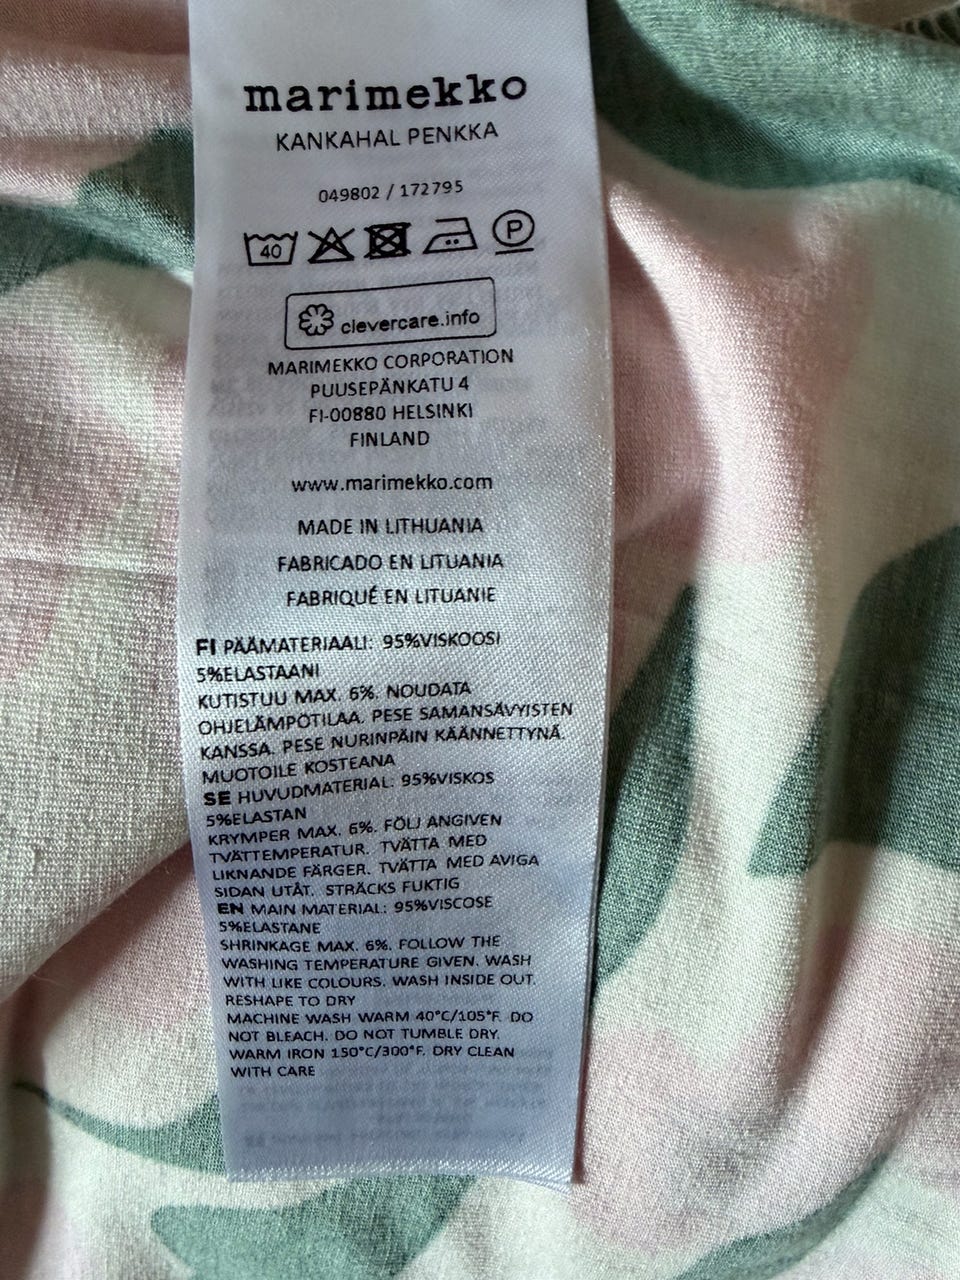 marimekko
KANKAHAL PENKKA
049802 / 172795
40 P
clevercare.info
MARIMEKKO CORPORATION
PUUSEPÄNKATU 4
FI-00880 HELSINKI
FINLAND
www.marimekko.com
MADE IN LITHUANIA
FABRICADO EN LITUANIA
FABRIQUÉ EN LITUANIE
FI PÄÄMATERIAALI: 95%VISKOOSI
5%ELASTAANI
KUTISTUU MAX. 6%. NOUDATA
OHJELÄMPÖTILAA. PESE SAMANSÄVYISTEN
KANSSA. PESE NURINPÄIN KÄÄNNETTYNÄ.
MUOTOILE KOSTEANA
SE HUVUDMATERIAL: 95%VISKOS
5%ELASTAN
KRYMPER MAX. 6%. FÖLJ ANGIVEN
TVÄTTEMPERATUR. TVÄTTA MED
LIKNANDE FÄRGER. TVÄTTA MED AVIGA
SIDAN UTÅT. STRÄCKS FUKTIG
EN MAIN MATERIAL: 95%VISCOSE
5%ELASTANE
SHRINKAGE MAX. 6%. FOLLOW THE
WASHING TEMPERATURE GIVEN. WASH
WITH LIKE COLOURS. WASH INSIDE OUT.
RESHAPE TO DRY
MACHINE WASH WARM 40°C/105°F. DO
NOT BLEACH. DO NOT TUMBLE DRY.
WARM IRON 150°C/300°F. DRY CLEAN
WITH CARE